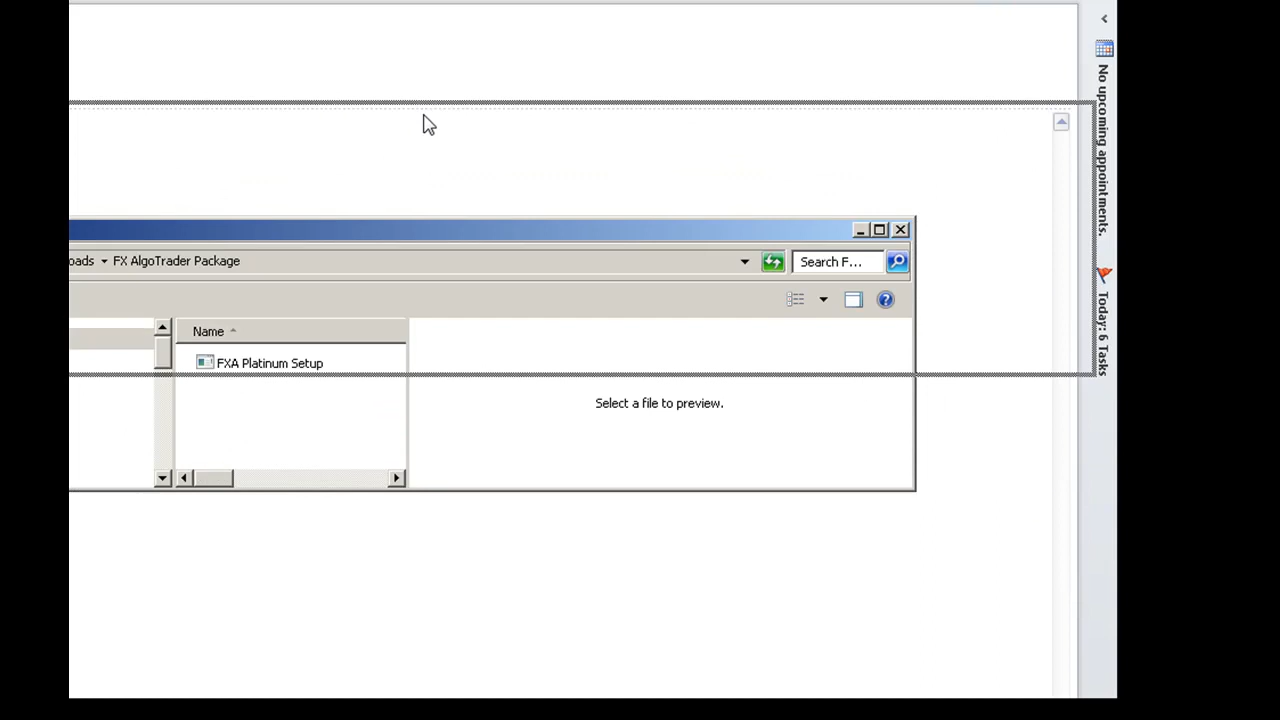 oads FX AlgoTrader Package
Search F...
Name
FXA Platinum Setup
Select a file to preview.
No upcoming appointments.
Today: 6 Tasks